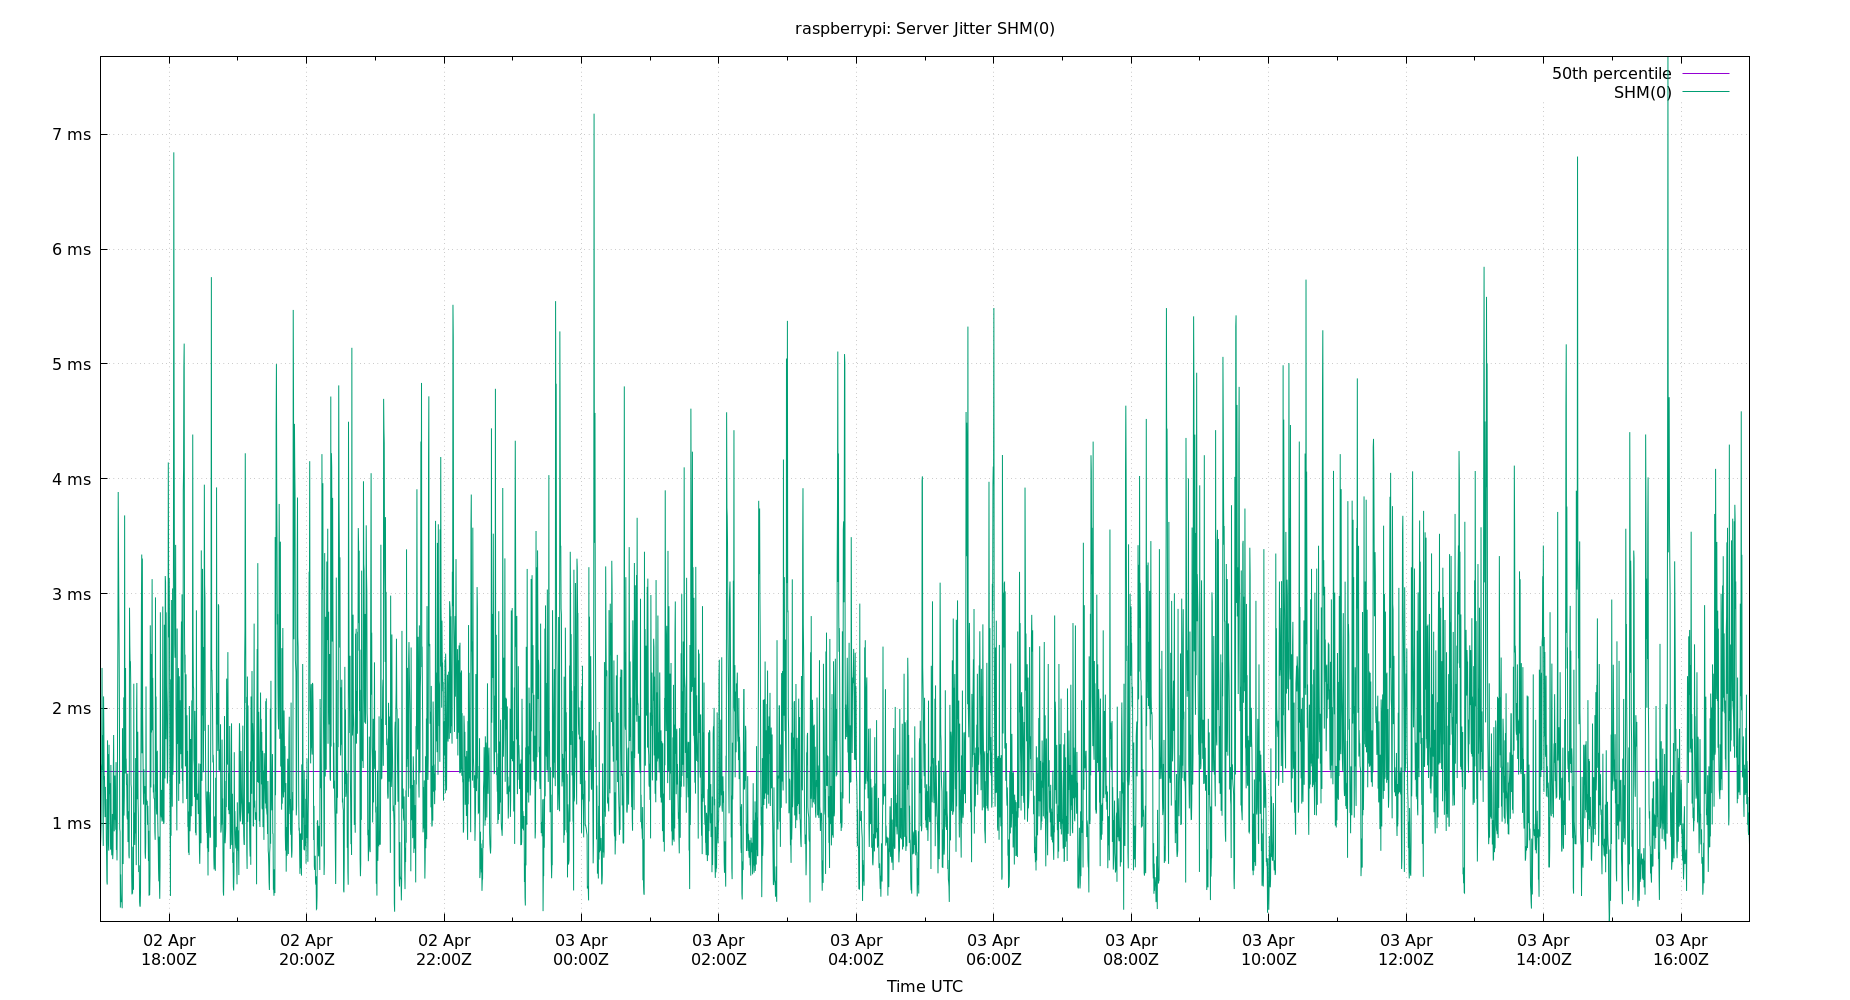 raspberrypi: Server Jitter SHM(0)
50th percentile
SHM(0)
7 ms
6 ms
5 ms
4 ms
3 ms
2 ms
1 ms
02 Apr 02 Apr 02 Apr 03 Apr 03 Apr 03 Apr 03 Apr 03 Apr 03 Apr 03 Apr 03 Apr 03 Apr
18:00Z 20:00Z 22:00Z 00:00Z 02:00Z 04:00Z 06:00Z 08:00Z 10:00Z 12:00Z 14:00Z 16:00Z
Time UTC